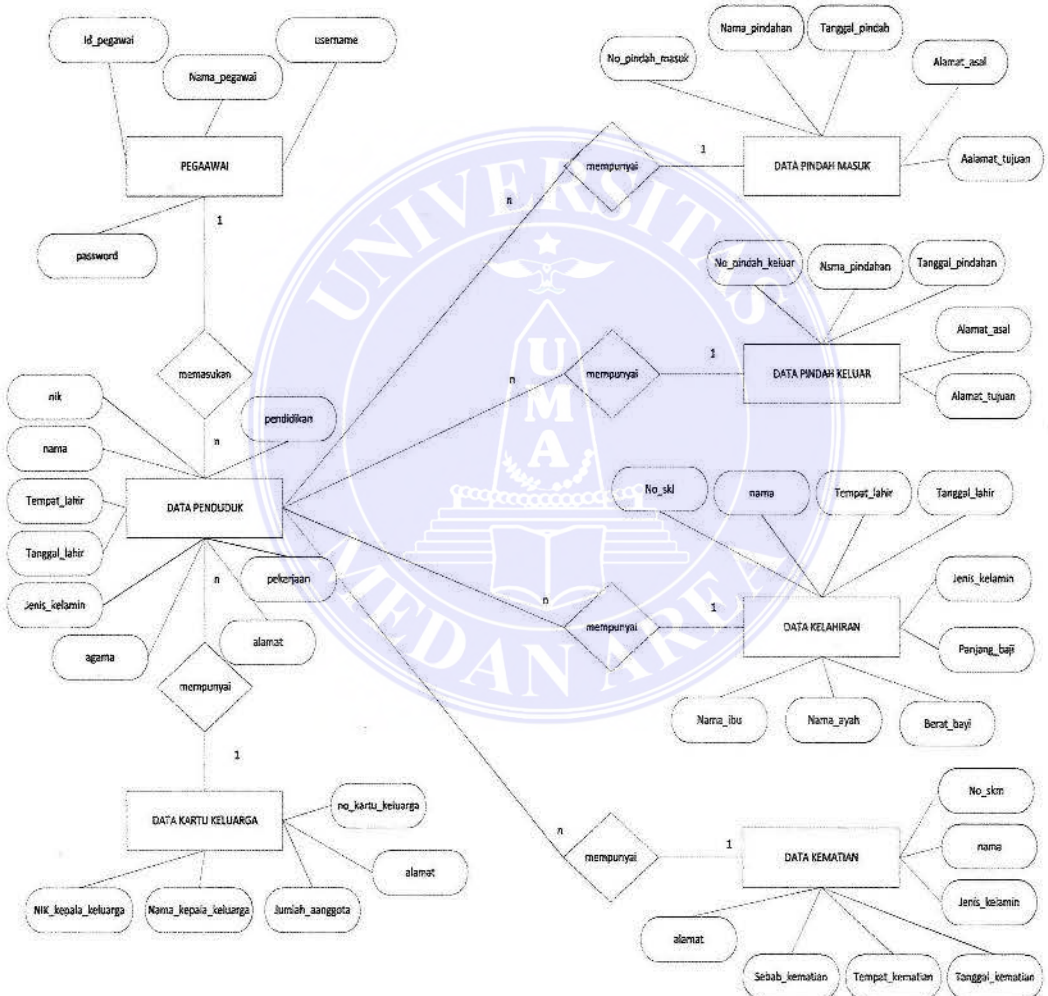 Id_pegawai
username
Nama_pegawai
PEGAAWAI
password
1
memasukan
n
nik
nama
Tempat_lahir
Tanggal_lahir
Jenis_kelamin
agama
pendidikan
DATA PENDUDUK
pekerjaan
alamat
n
mempunyai
1
DATA KARTU KELUARGA
no_kartu_keluarga
alamat
NIK_kepala_keluarga
Nama_kepala_keluarga
Jumlah_aanggota
No_pindah_masuk
Nama_pindahan
Tanggal_pindah
Alamat_asal
Aalamat_tujuan
n
mempunyai
1
DATA PINDAH MASUK
No_pindah_keluar
Nsma_pindahan
Tanggal_pindahan
Alamat_asal
Alamat_tujuan
n
mempunyai
1
DATA PINDAH KELUAR
No_skl
nama
Tempat_lahir
Tanggal_lahir
Jenis_kelamin
Panjang_baji
n
mempunyai
1
DATA KELAHIRAN
Nama_ibu
Nama_ayah
Berat_bayi
n
mempunyai
1
DATA KEMATIAN
No_skm
nama
Jenis_kelamin
alamat
Sebab_kematian
Tempat_kematian
Tanggal_kematian
UNIVERSITAS
UMA
MEDAN AREA